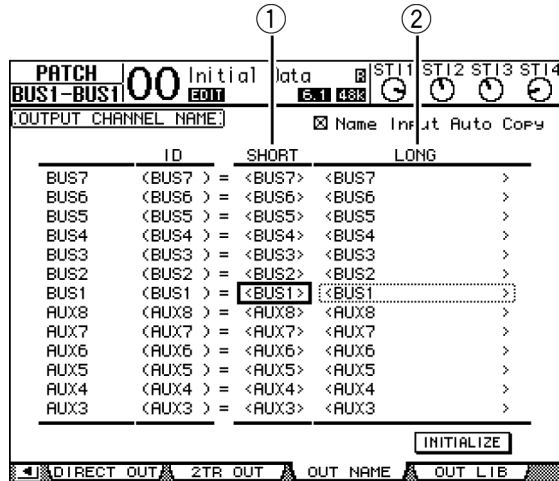 ① ②
PATCH 00 Initial Data R STI1 STI2 STI3 STI4
BUS1-BUS1 EDIT 6.1 48K
OUTPUT CHANNEL NAME ☒ Name Input Auto Copy
ID SHORT LONG
BUS7 (BUS7 ) = <BUS7> <BUS7 >
BUS6 (BUS6 ) = <BUS6> <BUS6 >
BUS5 (BUS5 ) = <BUS5> <BUS5 >
BUS4 (BUS4 ) = <BUS4> <BUS4 >
BUS3 (BUS3 ) = <BUS3> <BUS3 >
BUS2 (BUS2 ) = <BUS2> <BUS2 >
BUS1 (BUS1 ) = <BUS1> <BUS1 >
AUX8 (AUX8 ) = <AUX8> <AUX8 >
AUX7 (AUX7 ) = <AUX7> <AUX7 >
AUX6 (AUX6 ) = <AUX6> <AUX6 >
AUX5 (AUX5 ) = <AUX5> <AUX5 >
AUX4 (AUX4 ) = <AUX4> <AUX4 >
AUX3 (AUX3 ) = <AUX3> <AUX3 >
INITIALIZE
DIRECT OUT 2TR OUT OUT NAME OUT LIB